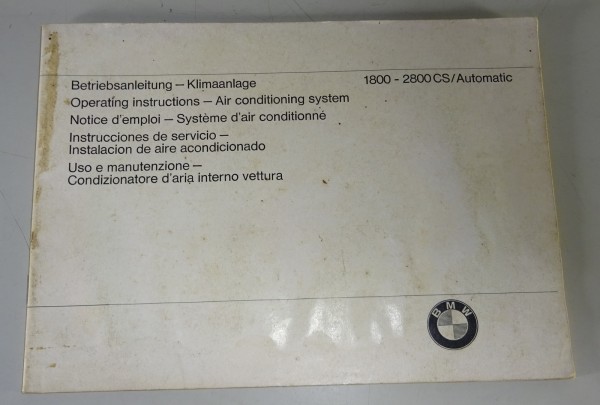 Betriebsanleitung – Klimaanlage 1800 - 2800 CS/Automatic
Operating instructions – Air conditioning system
Notice d'emploi – Système d'air conditionné
Instrucciones de servicio –
Instalacion de aire acondicionado
Uso e manutenzione –
Condizionatore d'aria interno vettura
BMW